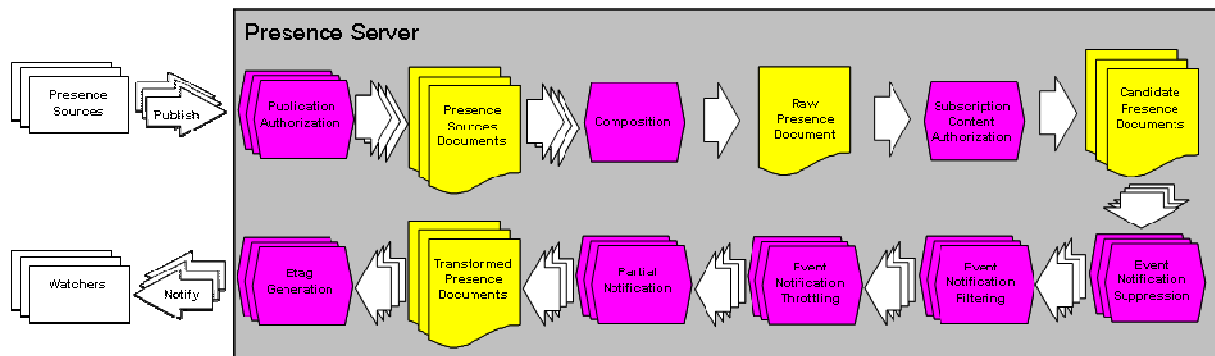 Presence Server
Presence
Sources
Publish
Publication
Authorization
Presence
Sources
Documents
Composition
Raw
Presence
Document
Subscription
Content
Authorization
Candidate
Presence
Documents
Watchers
Notify
Etag
Generation
Transformed
Presence
Documents
Partial
Notification
Event
Notification
Throttling
Event
Notification
Filtering
Event
Notification
Suppression